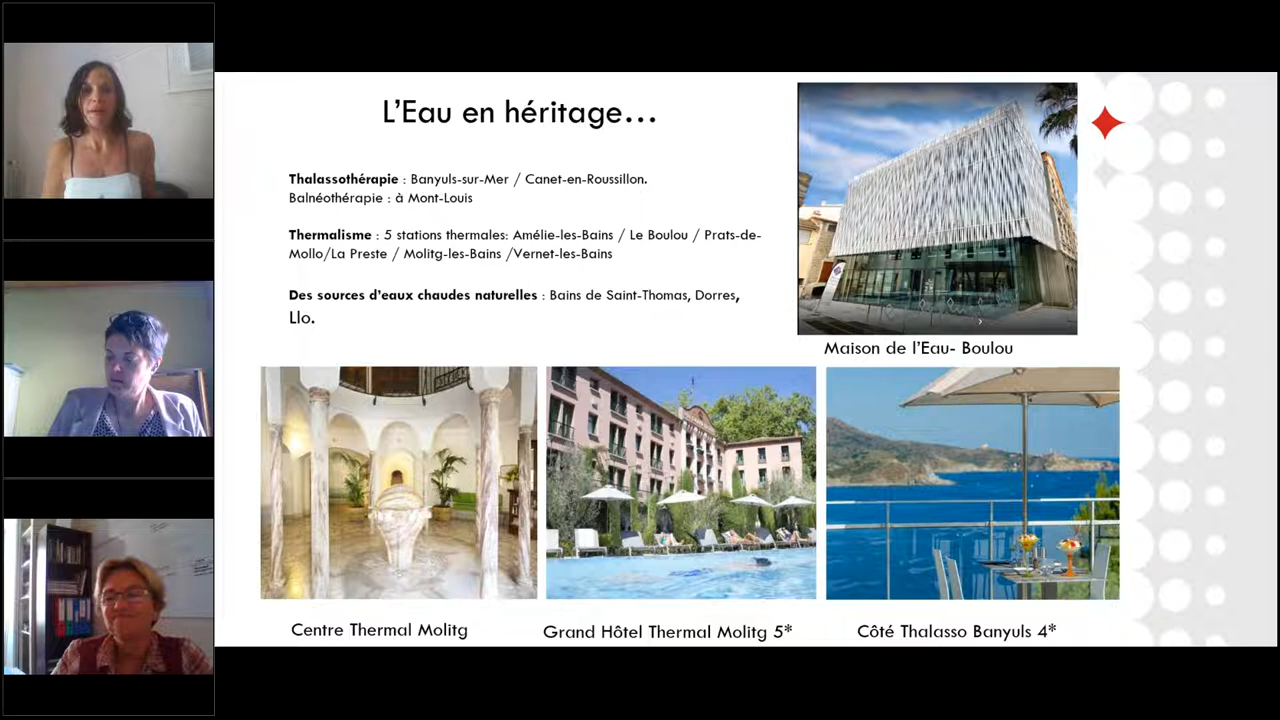 L'Eau en héritage…
Thalassothérapie : Banyuls-sur-Mer / Canet-en-Roussillon.
Balnéothérapie : à Mont-Louis
Thermalisme : 5 stations thermales: Amélie-les-Bains / Le Boulou / Prats-de-
Mollo/La Preste / Molitg-les-Bains /Vernet-les-Bains
Des sources d'eaux chaudes naturelles : Bains de Saint-Thomas, Dorres,
Llo.
Maison de l'Eau- Boulou
Centre Thermal Molitg
Grand Hôtel Thermal Molitg 5*
Côté Thalasso Banyuls 4*